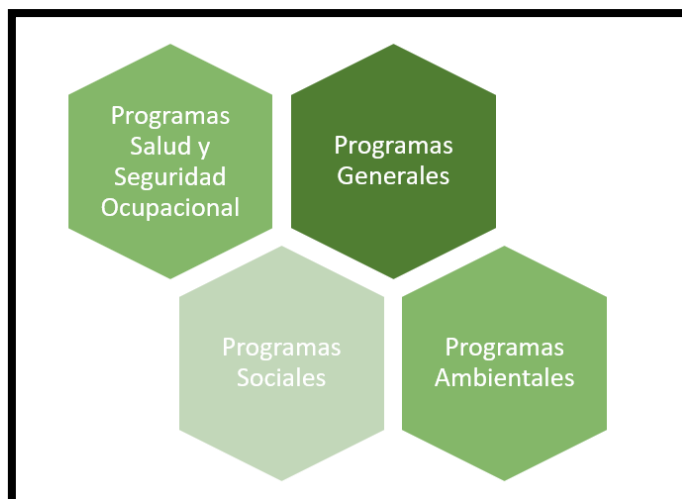 Programas
Salud y
Seguridad
Ocupacional
Programas
Generales
Programas
Sociales
Programas
Ambientales